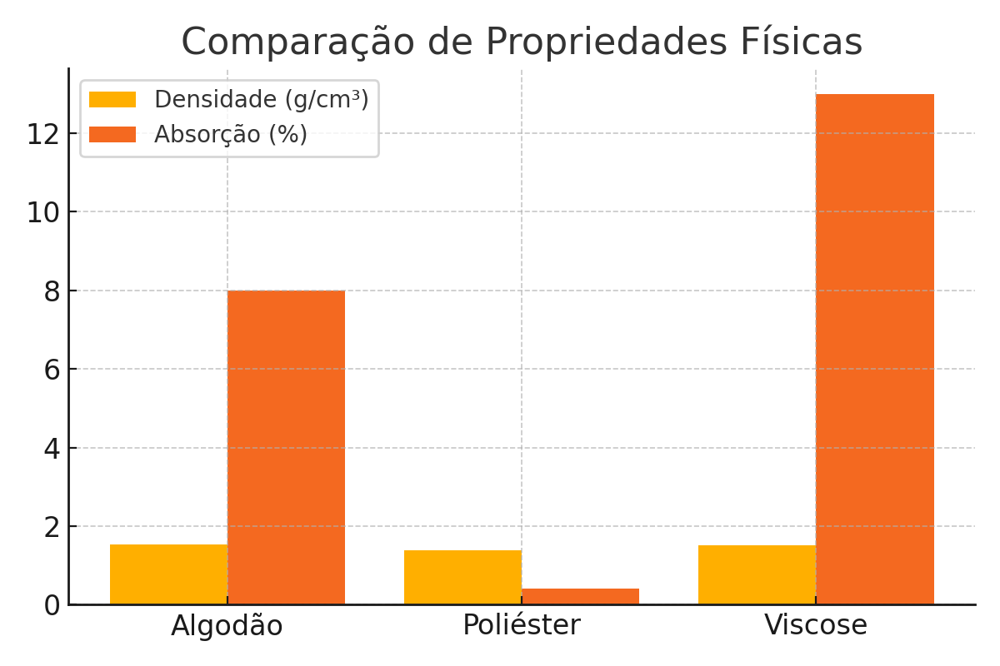 Comparação de Propriedades Físicas
Densidade (g/cm³)
Absorção (%)
12
10
8
6
4
2
0
Algodão Poliéster Viscose